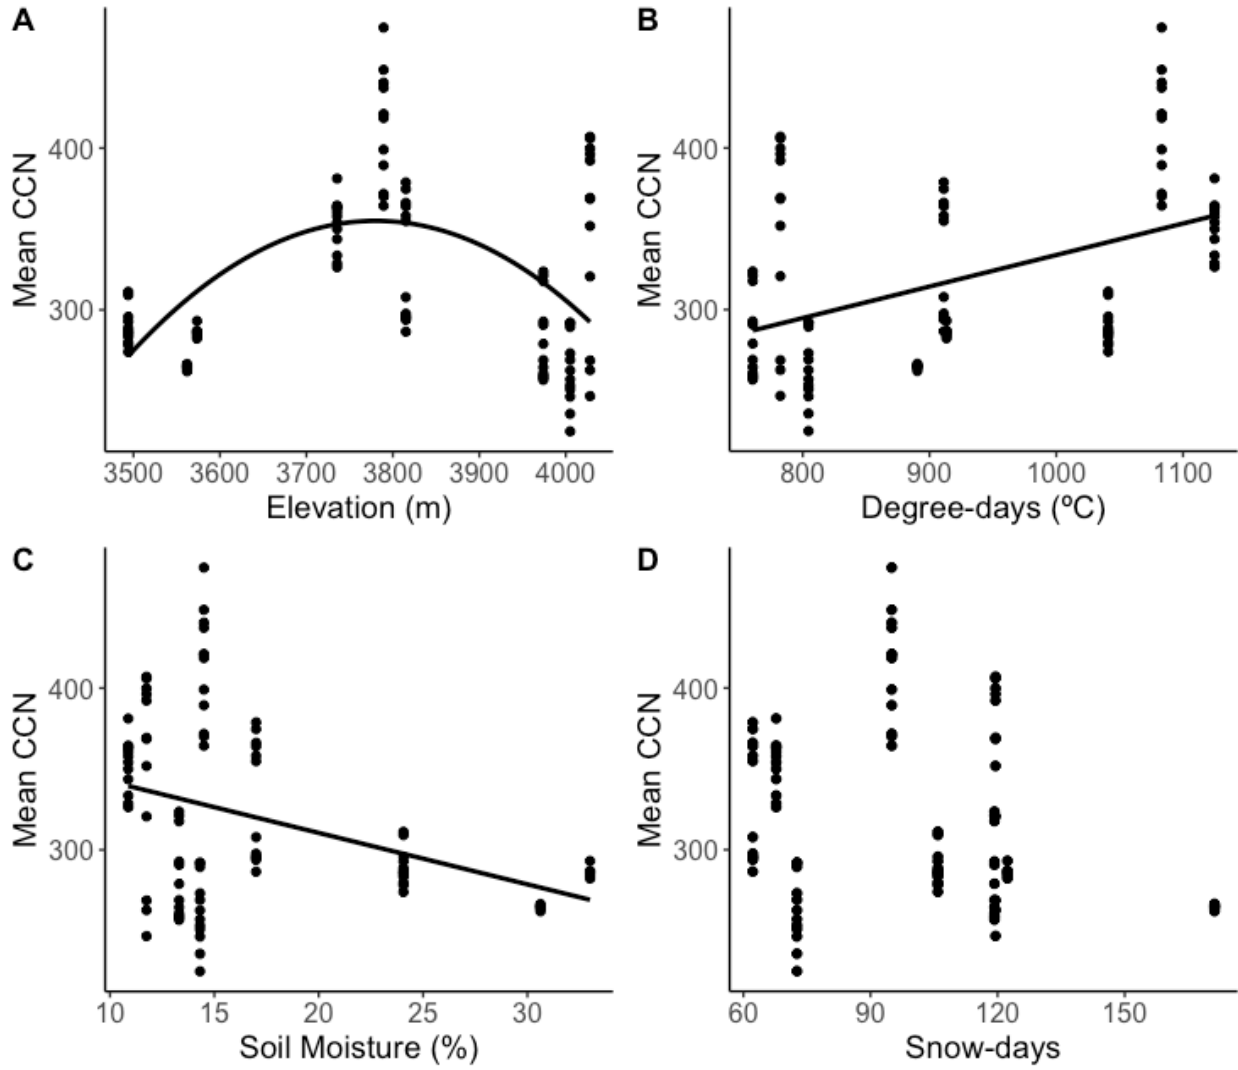 A
B
Mean CCN
400
300
3500 3600 3700 3800 3900 4000
Elevation (m)
Mean CCN
400
300
800 900 1000 1100
Degree-days (ºC)
C
D
Mean CCN
400
300
10 15 20 25 30
Soil Moisture (%)
Mean CCN
400
300
60 90 120 150
Snow-days